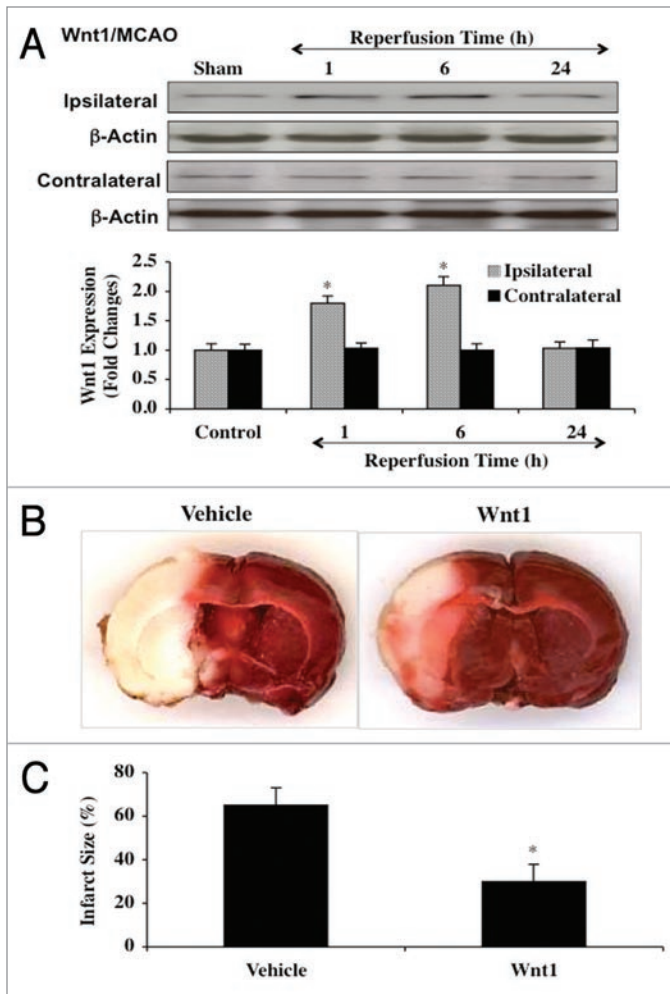 A
Wnt1/MCAO
Reperfusion Time (h)
Sham 1 6 24
Ipsilateral
β-Actin
Contralateral
β-Actin
Wnt1 Expression
(Fold Changes)
2.5
2.0
1.5
1.0
0.5
0.0
* *
Ipsilateral
Contralateral
Control 1 6 24
Reperfusion Time (h)
B
Vehicle Wnt1
C
Infarct Size (%)
80
60
40
20
0
*
Vehicle Wnt1